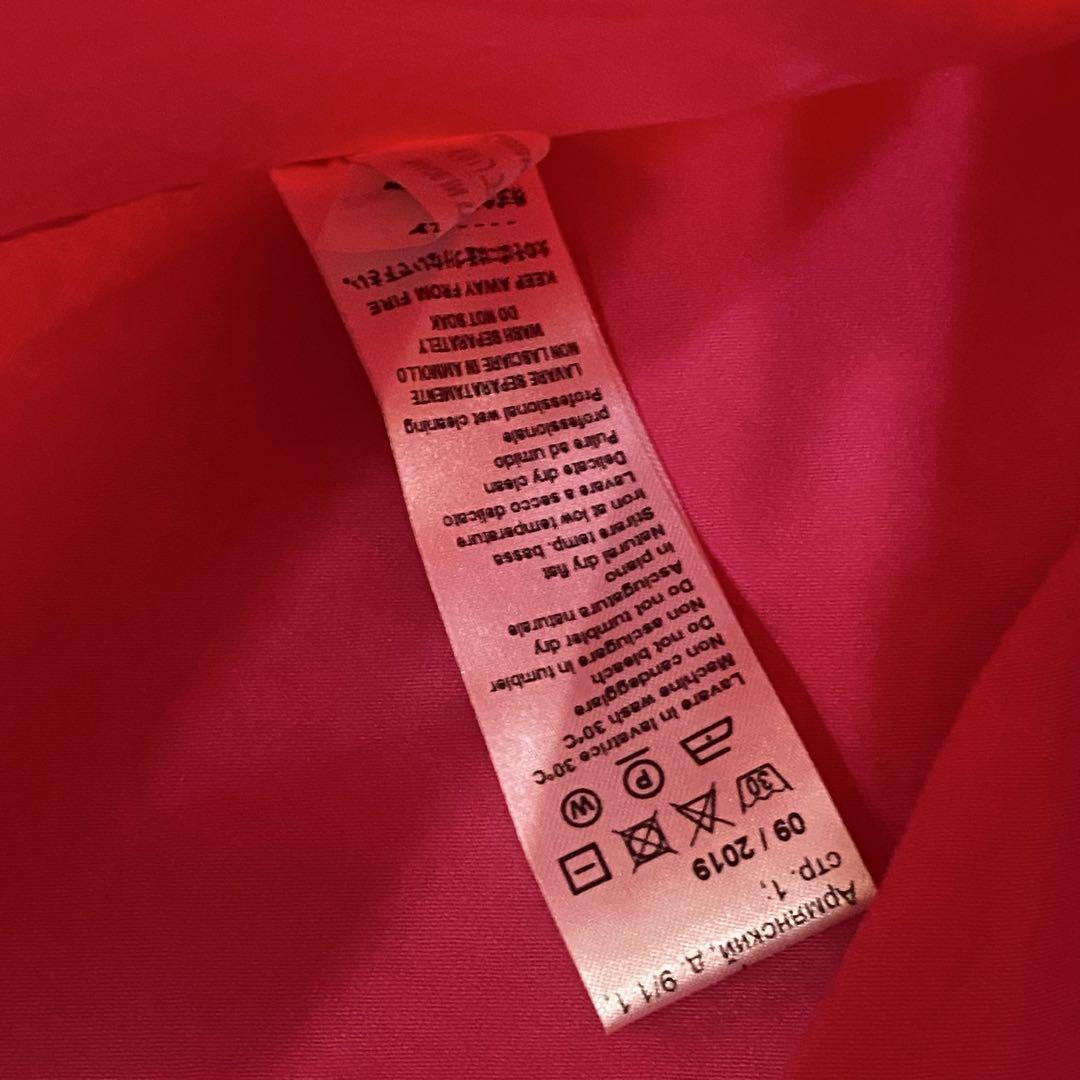 Армянский, д. 9/1 1,
стр. 1;
09 / 2019
30
P
W
Lavare in lavatrice 30°C
Machine wash 30°C
Non candeggiare
Do not bleach
Non asciugare in tumbler
Do not tumbler dry
Asciugatura naturale
in piano
Natural dry flat
Stirare temp. bassa
Iron at low temperature
Lavare a secco delicato
Delicate dry clean
Pulire ad umido
professionale
Professional wet cleaning
LAVARE SEPARATAMENTE
NON LASCIARE IN AMMOLLO
WASH SEPARATELY
DO NOT SOAK
KEEP AWAY FROM FIRE